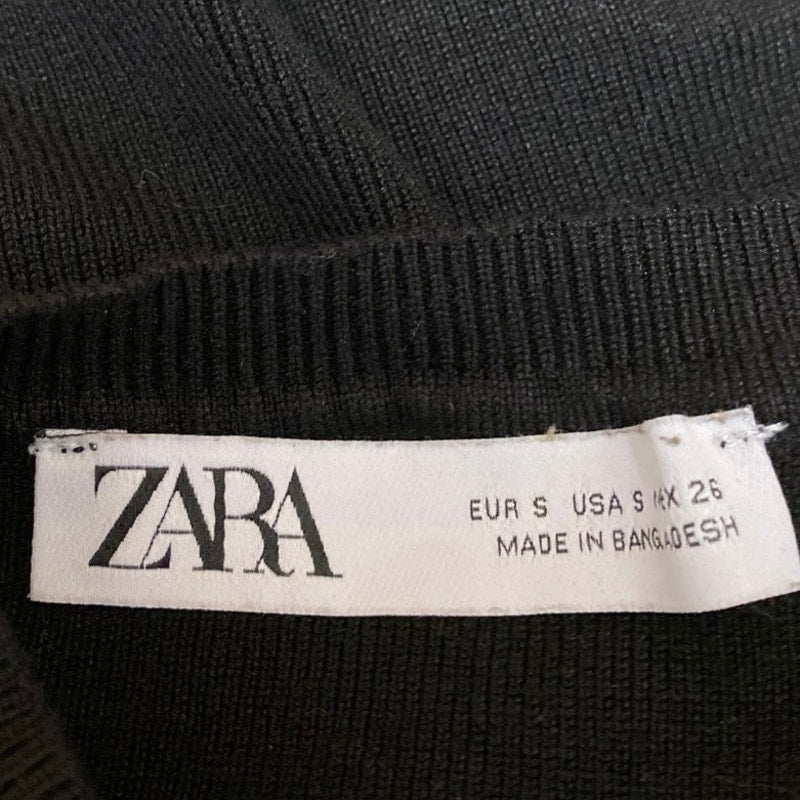 ZARA
EUR S USA S MEX 26
MADE IN BANGLADESH